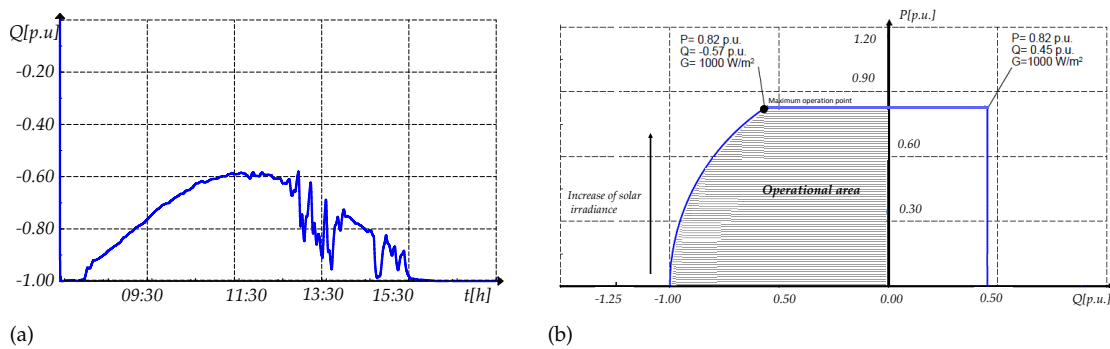 Q[p.u]
-0.20
-0.40
-0.60
-0.80
-1.00
09:30 11:30 13:30 15:30 t[h]
(a)
P[p.u.]
P= 0.82 p.u.
Q= -0.57 p.u.
G= 1000 W/m²
1.20
P= 0.82 p.u.
Q= 0.45 p.u.
G=1000 W/m²
0.90
Maximum operation point
0.60
Increase of solar
irradiance
Operational area
0.30
-1.25 -1.00 0.50 0.00 0.50 Q[p.u.]
(b)